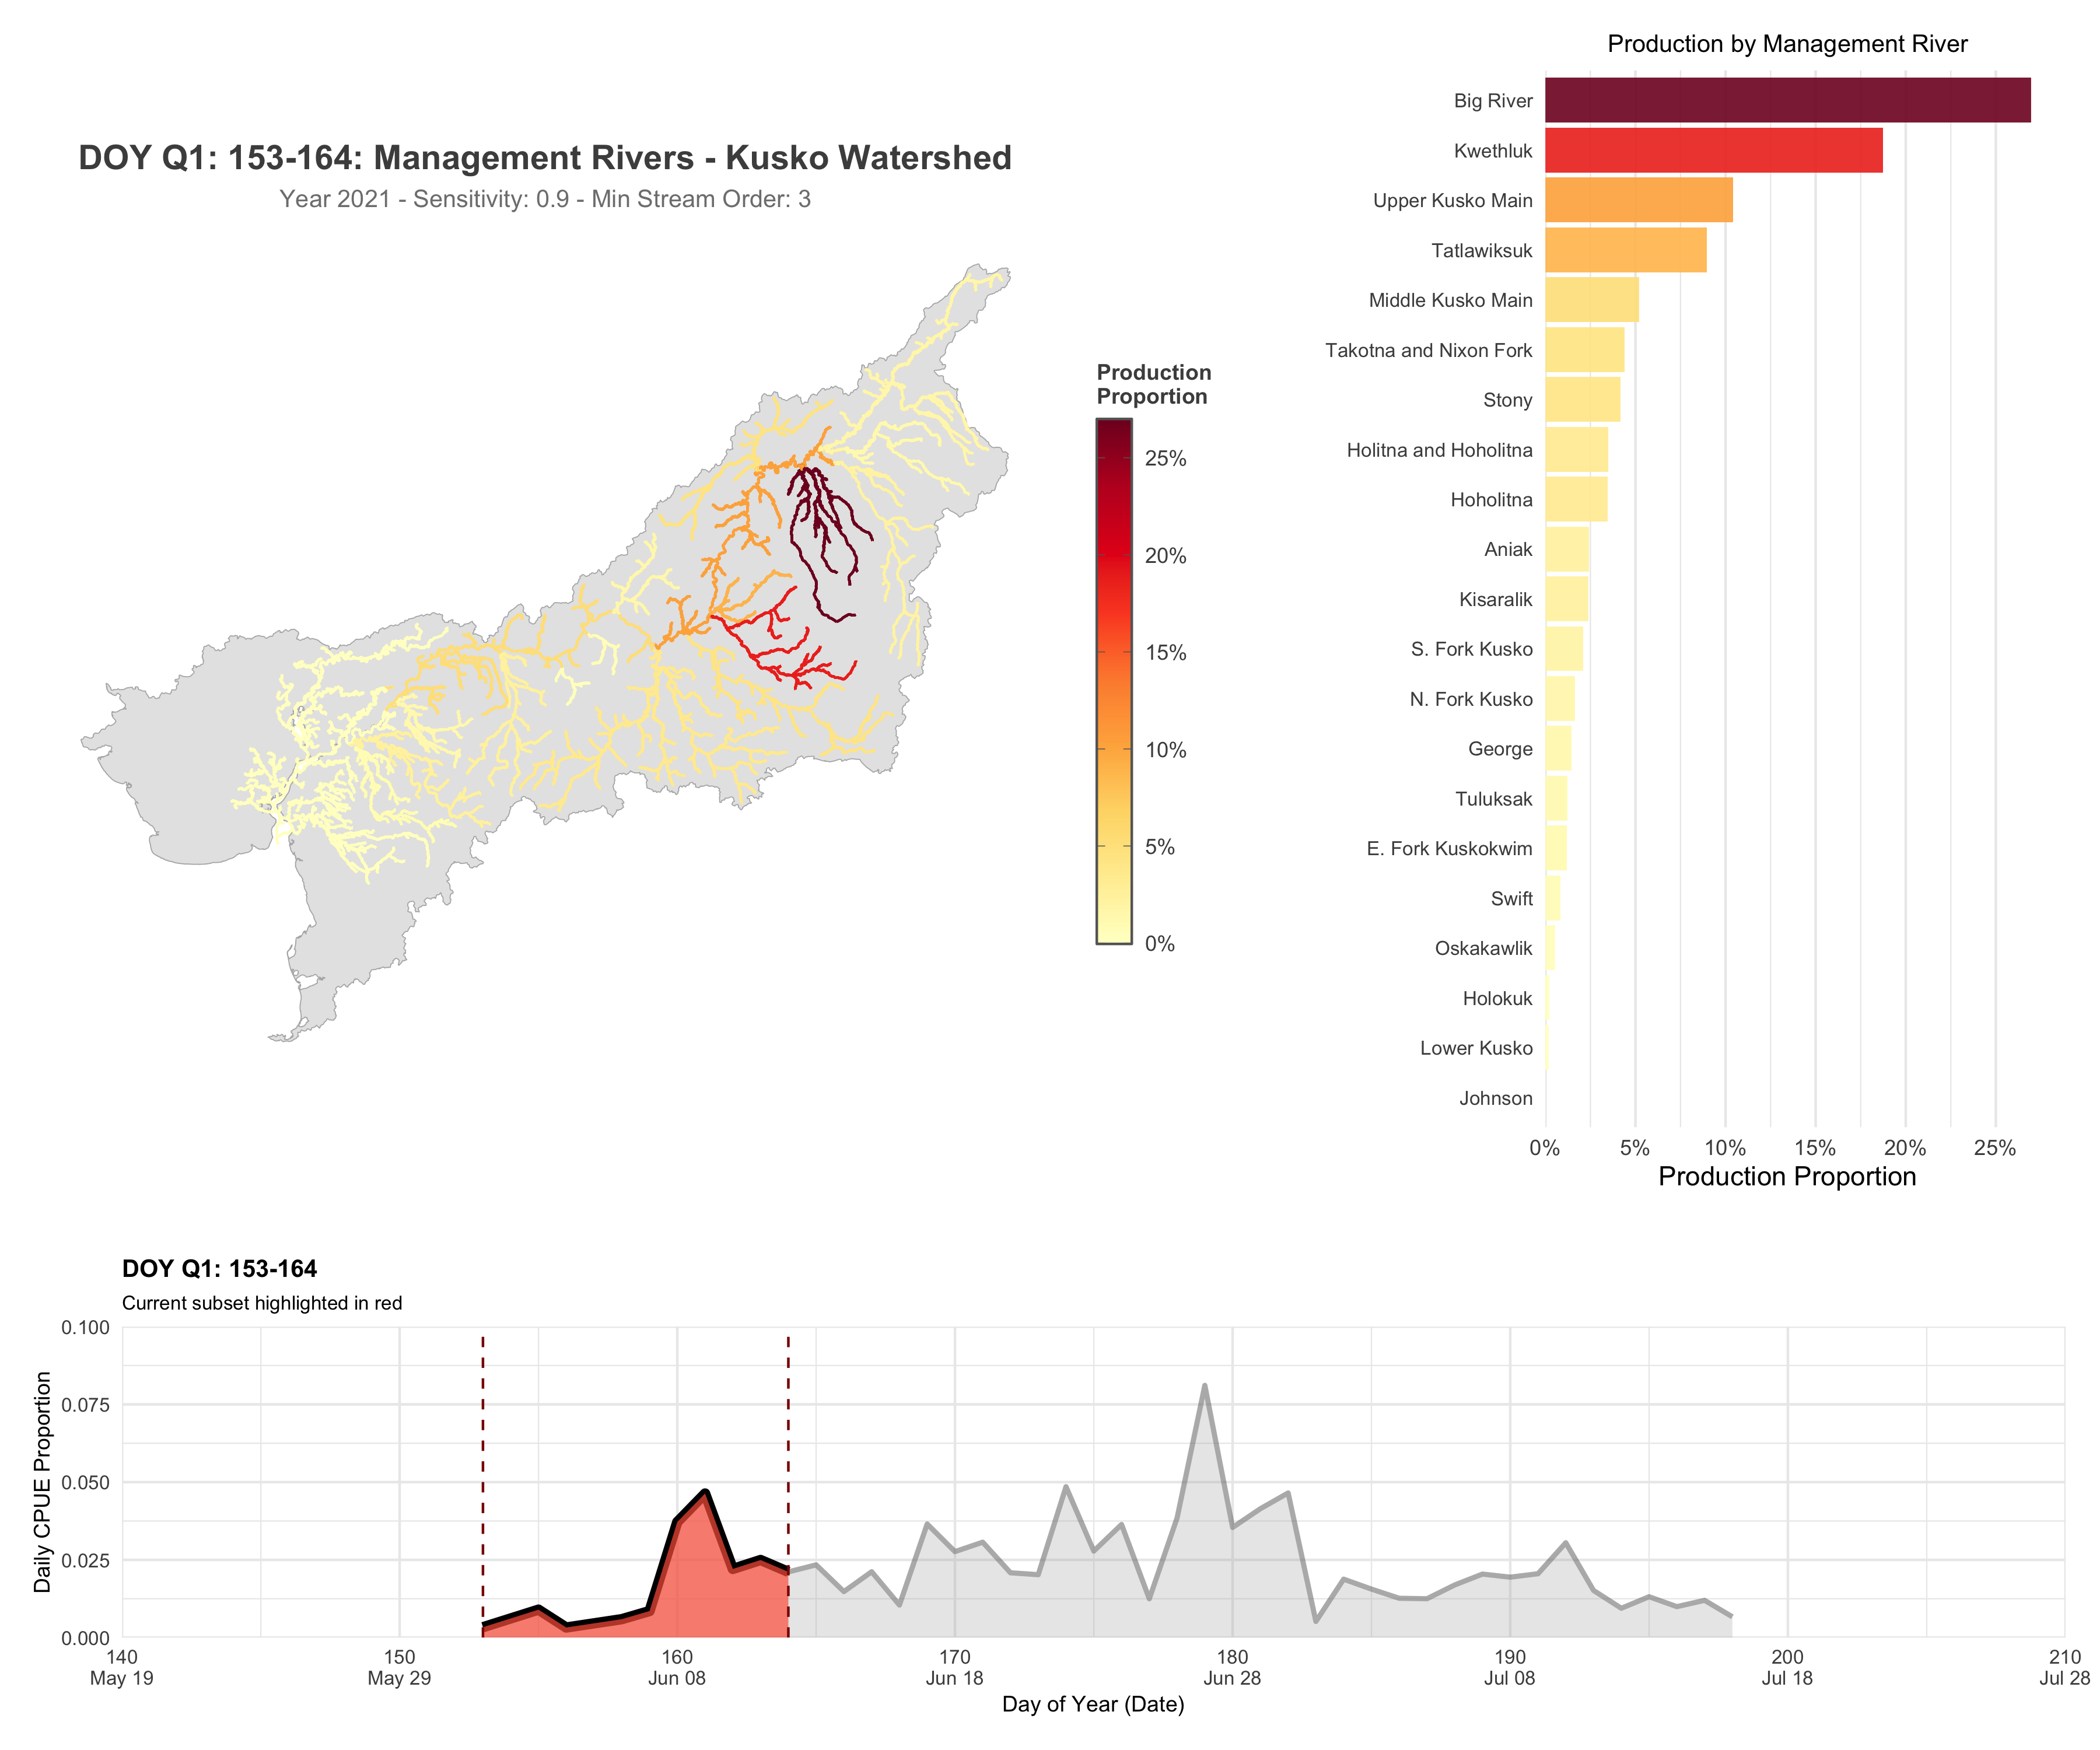 DOY Q1: 153-164: Management Rivers - Kusko Watershed
Year 2021 - Sensitivity: 0.9 - Min Stream Order: 3
Production
Proportion
25%
20%
15%
10%
5%
0%
Production by Management River
Big River
Kwethluk
Upper Kusko Main
Tatlawiksuk
Middle Kusko Main
Takotna and Nixon Fork
Stony
Holitna and Hoholitna
Hoholitna
Aniak
Kisaralik
S. Fork Kusko
N. Fork Kusko
George
Tuluksak
E. Fork Kuskokwim
Swift
Oskakawlik
Holokuk
Lower Kusko
Johnson
0% 5% 10% 15% 20% 25%
Production Proportion
DOY Q1: 153-164
Current subset highlighted in red
Daily CPUE Proportion
0.100
0.075
0.050
0.025
0.000
140 150 160 170 180 190 200 210
May 19 May 29 Jun 08 Jun 18 Jun 28 Jul 08 Jul 18 Jul 28
Day of Year (Date)